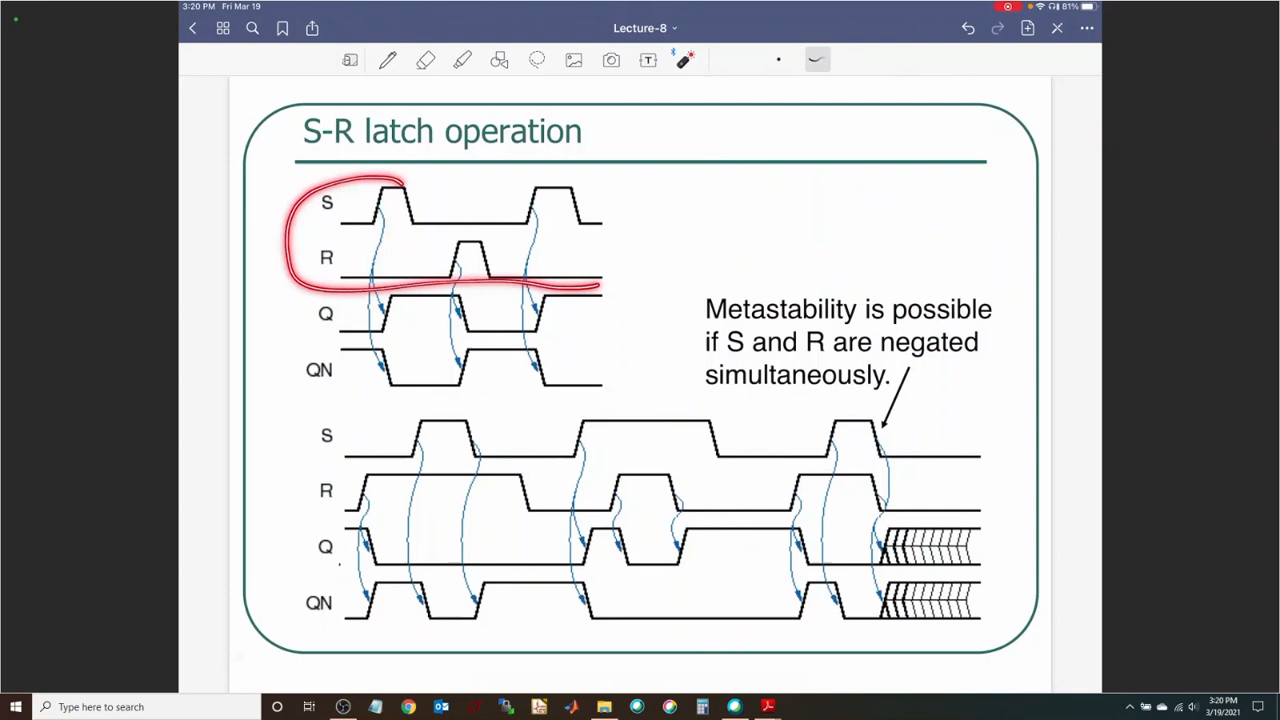 3:20 PM Fri Mar 19
81%
Lecture-8
T
S-R latch operation
S
R
Q
QN
Metastability is possible
if S and R are negated
simultaneously.
S
R
Q
QN
Type here to search
3:20 PM
3/19/2021